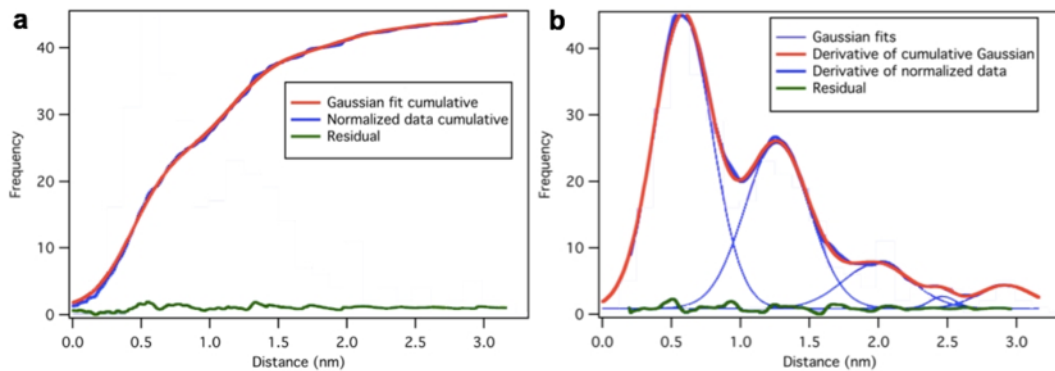 a
40
30
20
10
0
Frequency
Gaussian fit cumulative
Normalized data cumulative
Residual
0.0 0.5 1.0 1.5 2.0 2.5 3.0
Distance (nm)
b
40
30
20
10
0
Frequency
Gaussian fits
Derivative of cumulative Gaussian
Derivative of normalized data
Residual
0.0 0.5 1.0 1.5 2.0 2.5 3.0
Distance (nm)